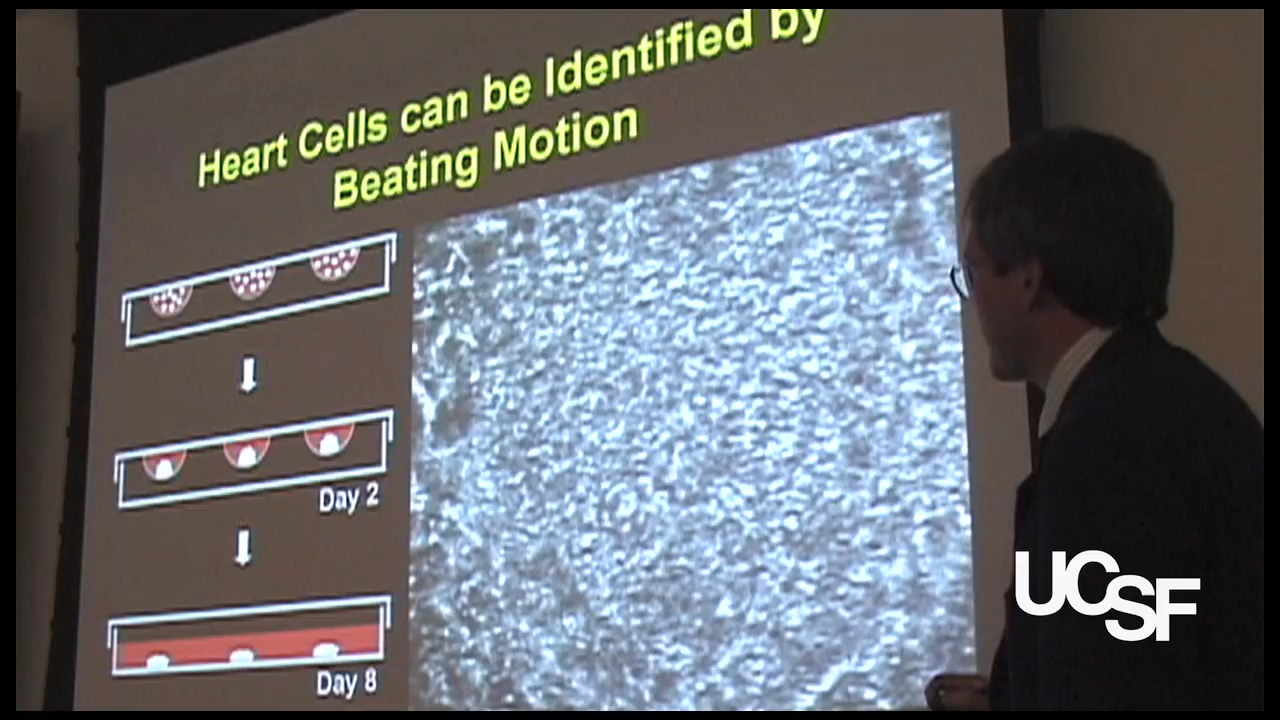 Heart Cells can be Identified by
Beating Motion
Day 2
Day 8
UCSF